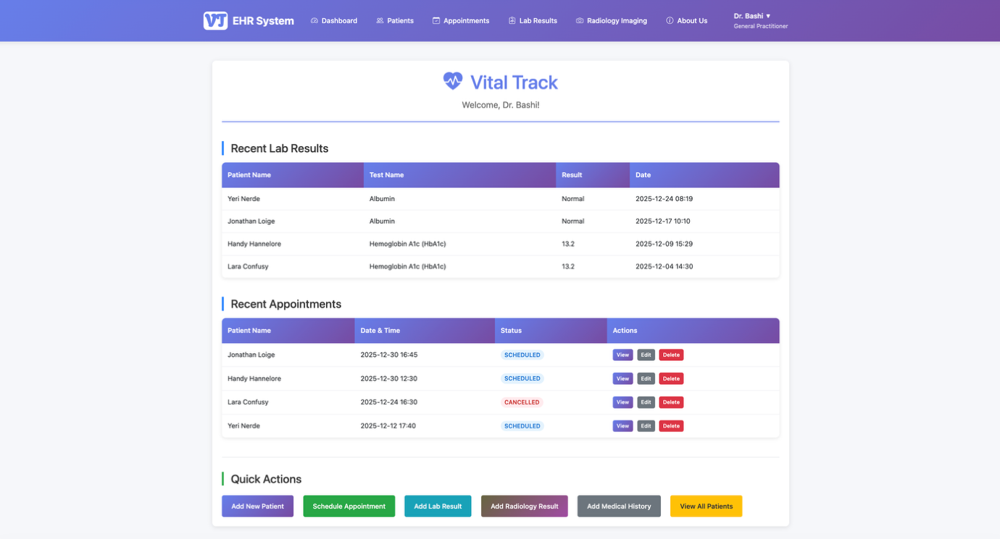 VJ EHR System Dashboard Patients Appointments Lab Results Radiology Imaging About Us Dr. Bashi ▼
General Practitioner
Vital Track
Welcome, Dr. Bashi!
Recent Lab Results
Patient Name Test Name Result Date
Yeri Nerde Albumin Normal 2025-12-24 08:19
Jonathan Loige Albumin Normal 2025-12-17 10:10
Handy Hannelore Hemoglobin A1c (HbA1c) 13.2 2025-12-09 15:29
Lara Confusy Hemoglobin A1c (HbA1c) 13.2 2025-12-04 14:30
Recent Appointments
Patient Name Date & Time Status Actions
Jonathan Loige 2025-12-30 16:45 SCHEDULED View Edit Delete
Handy Hannelore 2025-12-30 12:30 SCHEDULED View Edit Delete
Lara Confusy 2025-12-24 16:30 CANCELLED View Edit Delete
Yeri Nerde 2025-12-12 17:40 SCHEDULED View Edit Delete
Quick Actions
Add New Patient Schedule Appointment Add Lab Result Add Radiology Result Add Medical History View All Patients